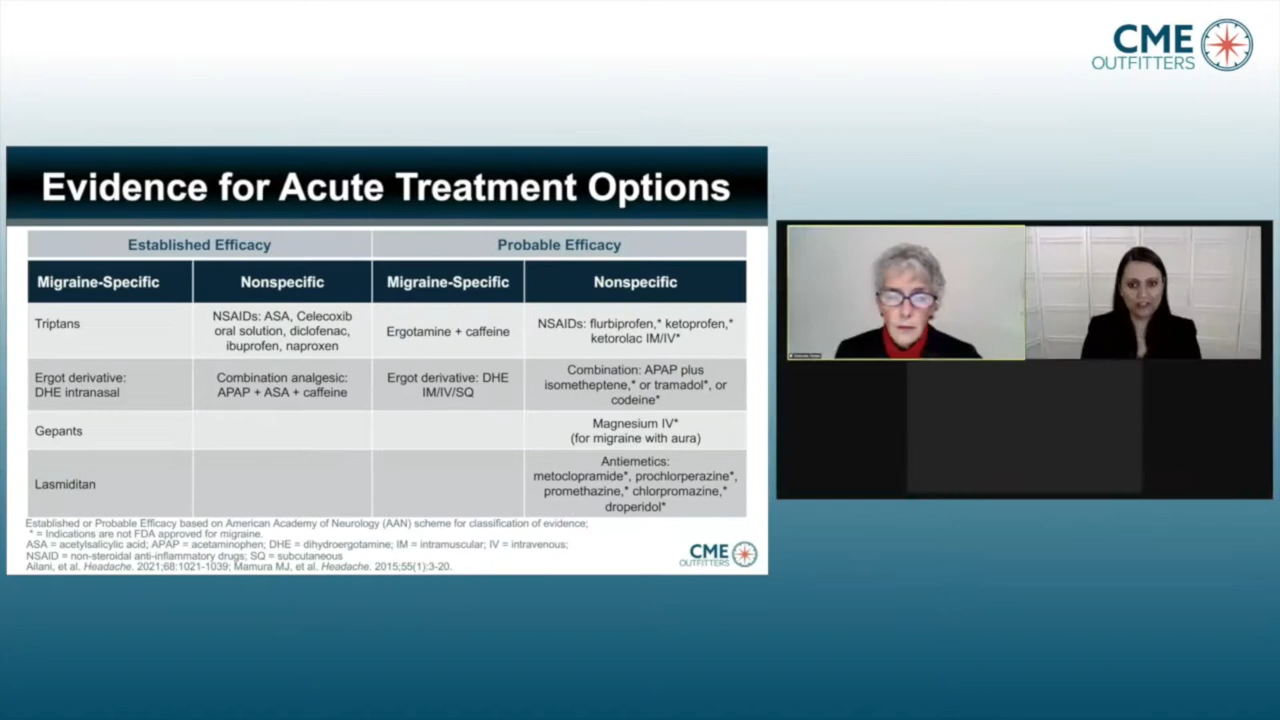 CME
OUTFITTERS
Evidence for Acute Treatment Options
Established Efficacy
Probable Efficacy
Migraine-Specific
Nonspecific
Migraine-Specific
Nonspecific
Triptans
NSAIDs: ASA, Celecoxib
oral solution, diclofenac,
ibuprofen, naproxen
Ergotamine + caffeine
NSAIDs: flurbiprofen,* ketoprofen,*
ketorolac IM/IV*
Ergot derivative:
DHE intranasal
Combination analgesic:
APAP + ASA + caffeine
Ergot derivative: DHE
IM/IV/SQ
Combination: APAP plus
isometheptene,* or tramadol*, or
codeine*
Gepants
Magnesium IV*
(for migraine with aura)
Lasmiditan
Antiemetics:
metoclopramide*, prochlorperazine*,
promethazine,* chlorpromazine,*
droperidol*
Established or Probable Efficacy based on American Academy of Neurology (AAN) scheme for classification of evidence;
* = Indications are not FDA approved for migraine.
ASA = acetylsalicylic acid; APAP = acetaminophen; DHE = dihydroergotamine; IM = intramuscular; IV = intravenous;
NSAID = non-steroidal anti-inflammatory drugs; SQ = subcutaneous
Ailani, et al. Headache. 2021;68:1021-1039; Mamura MJ, et al. Headache. 2015;55(1):3-20.
CME
OUTFITTERS